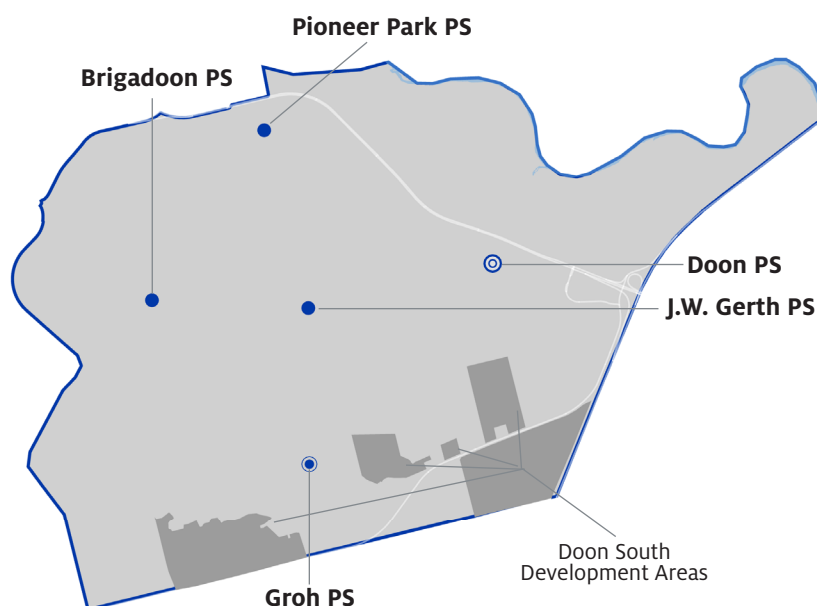 Pioneer Park PS
Brigadoon PS
Doon PS
J.W. Gerth PS
Doon South
Development Areas
Groh PS